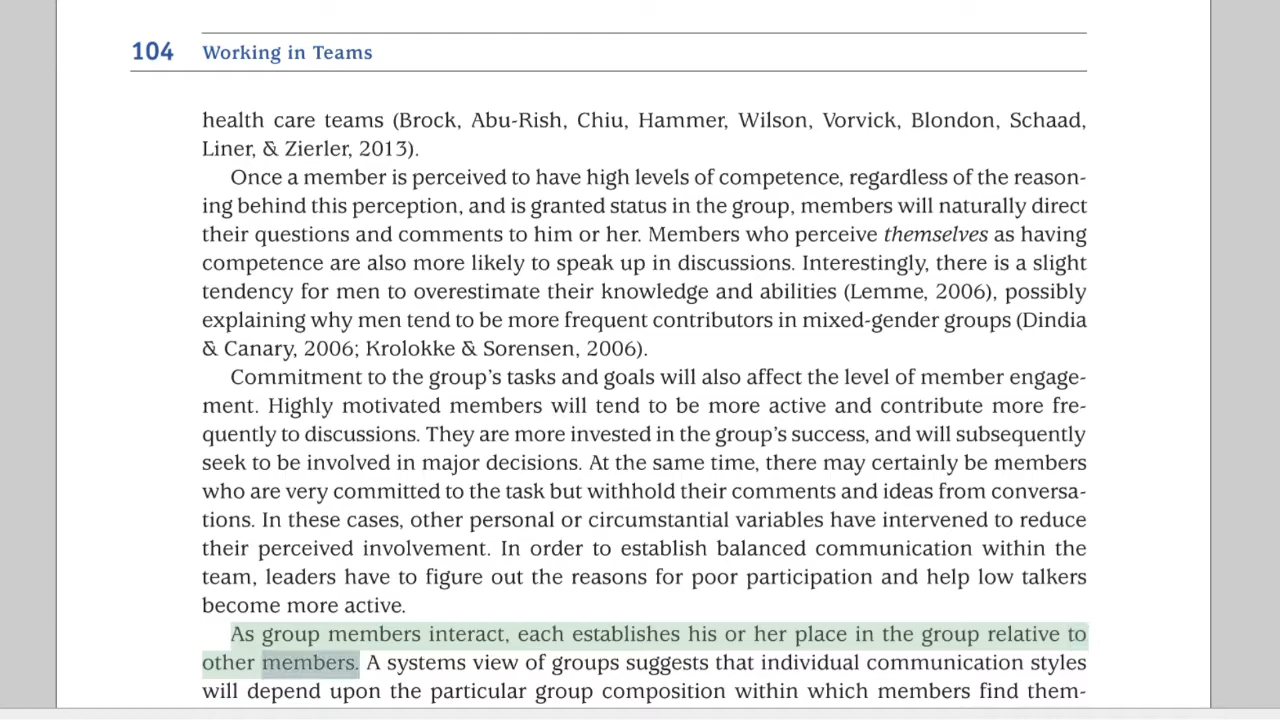 104 Working in Teams
health care teams (Brock, Abu-Rish, Chiu, Hammer, Wilson, Vorvick, Blondon, Schaad,
Liner, & Zierler, 2013).
Once a member is perceived to have high levels of competence, regardless of the reason-
ing behind this perception, and is granted status in the group, members will naturally direct
their questions and comments to him or her. Members who perceive themselves as having
competence are also more likely to speak up in discussions. Interestingly, there is a slight
tendency for men to overestimate their knowledge and abilities (Lemme, 2006), possibly
explaining why men tend to be more frequent contributors in mixed-gender groups (Dindia
& Canary, 2006; Krolokke & Sorensen, 2006).
Commitment to the group’s tasks and goals will also affect the level of member engage-
ment. Highly motivated members will tend to be more active and contribute more fre-
quently to discussions. They are more invested in the group’s success, and will subsequently
seek to be involved in major decisions. At the same time, there may certainly be members
who are very committed to the task but withhold their comments and ideas from conversa-
tions. In these cases, other personal or circumstantial variables have intervened to reduce
their perceived involvement. In order to establish balanced communication within the
team, leaders have to figure out the reasons for poor participation and help low talkers
become more active.
As group members interact, each establishes his or her place in the group relative to
other members. A systems view of groups suggests that individual communication styles
will depend upon the particular group composition within which members find them-